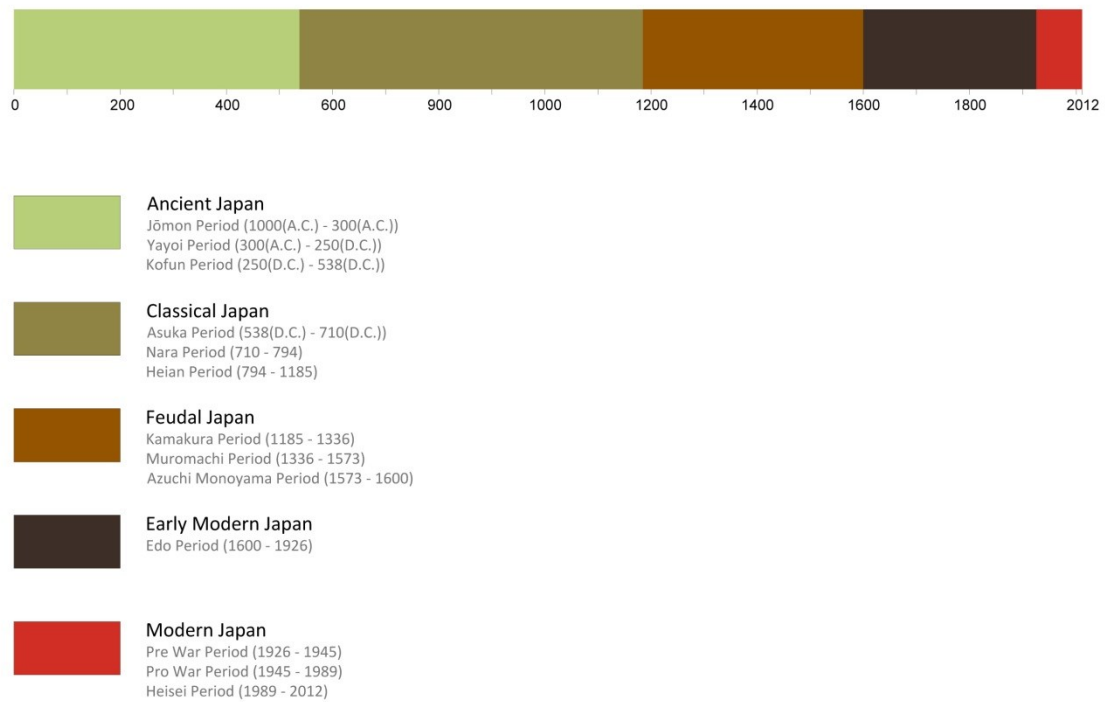 0 200 400 600 800 1000 1200 1400 1600 1800 2012
Ancient Japan
Jōmon Period (1000(A.C.) - 300(A.C.))
Yayoi Period (300(A.C.) - 250(D.C.))
Kofun Period (250(D.C.) - 538(D.C.))
Classical Japan
Asuka Period (538(D.C.) - 710(D.C.))
Nara Period (710 - 794)
Heian Period (794 - 1185)
Feudal Japan
Kamakura Period (1185 - 1336)
Muromachi Period (1336 - 1573)
Azuchi Monoyama Period (1573 - 1600)
Early Modern Japan
Edo Period (1600 - 1926)
Modern Japan
Pre War Period (1926 - 1945)
Pro War Period (1945 - 1989)
Heisei Period (1989 - 2012)